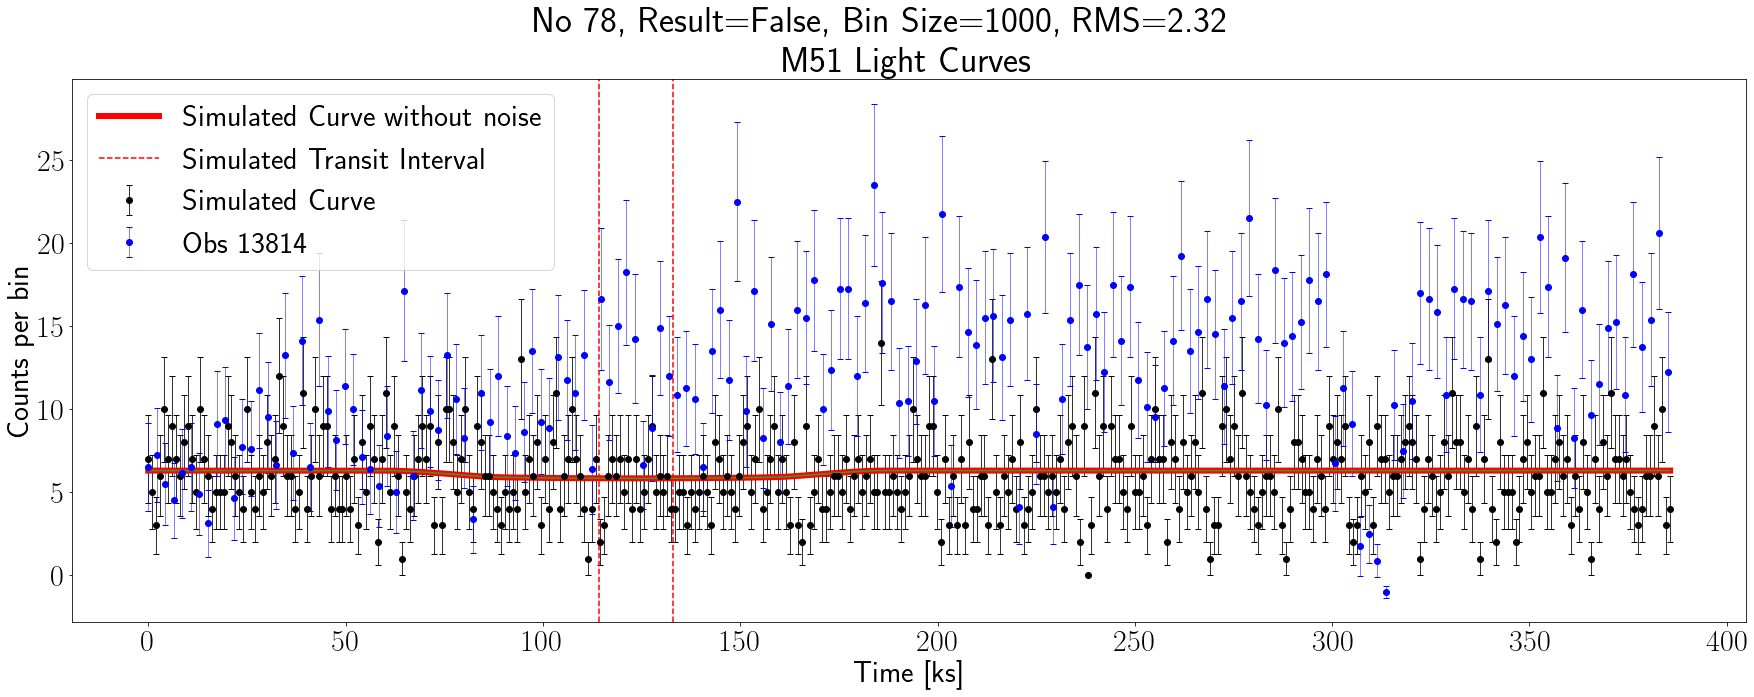 No 78, Result=False, Bin Size=1000, RMS=2.32
M51 Light Curves
Simulated Curve without noise
Simulated Transit Interval
Simulated Curve
Obs 13814
Counts per bin
25
20
15
10
5
0
0 50 100 150 200 250 300 350 400
Time [ks]